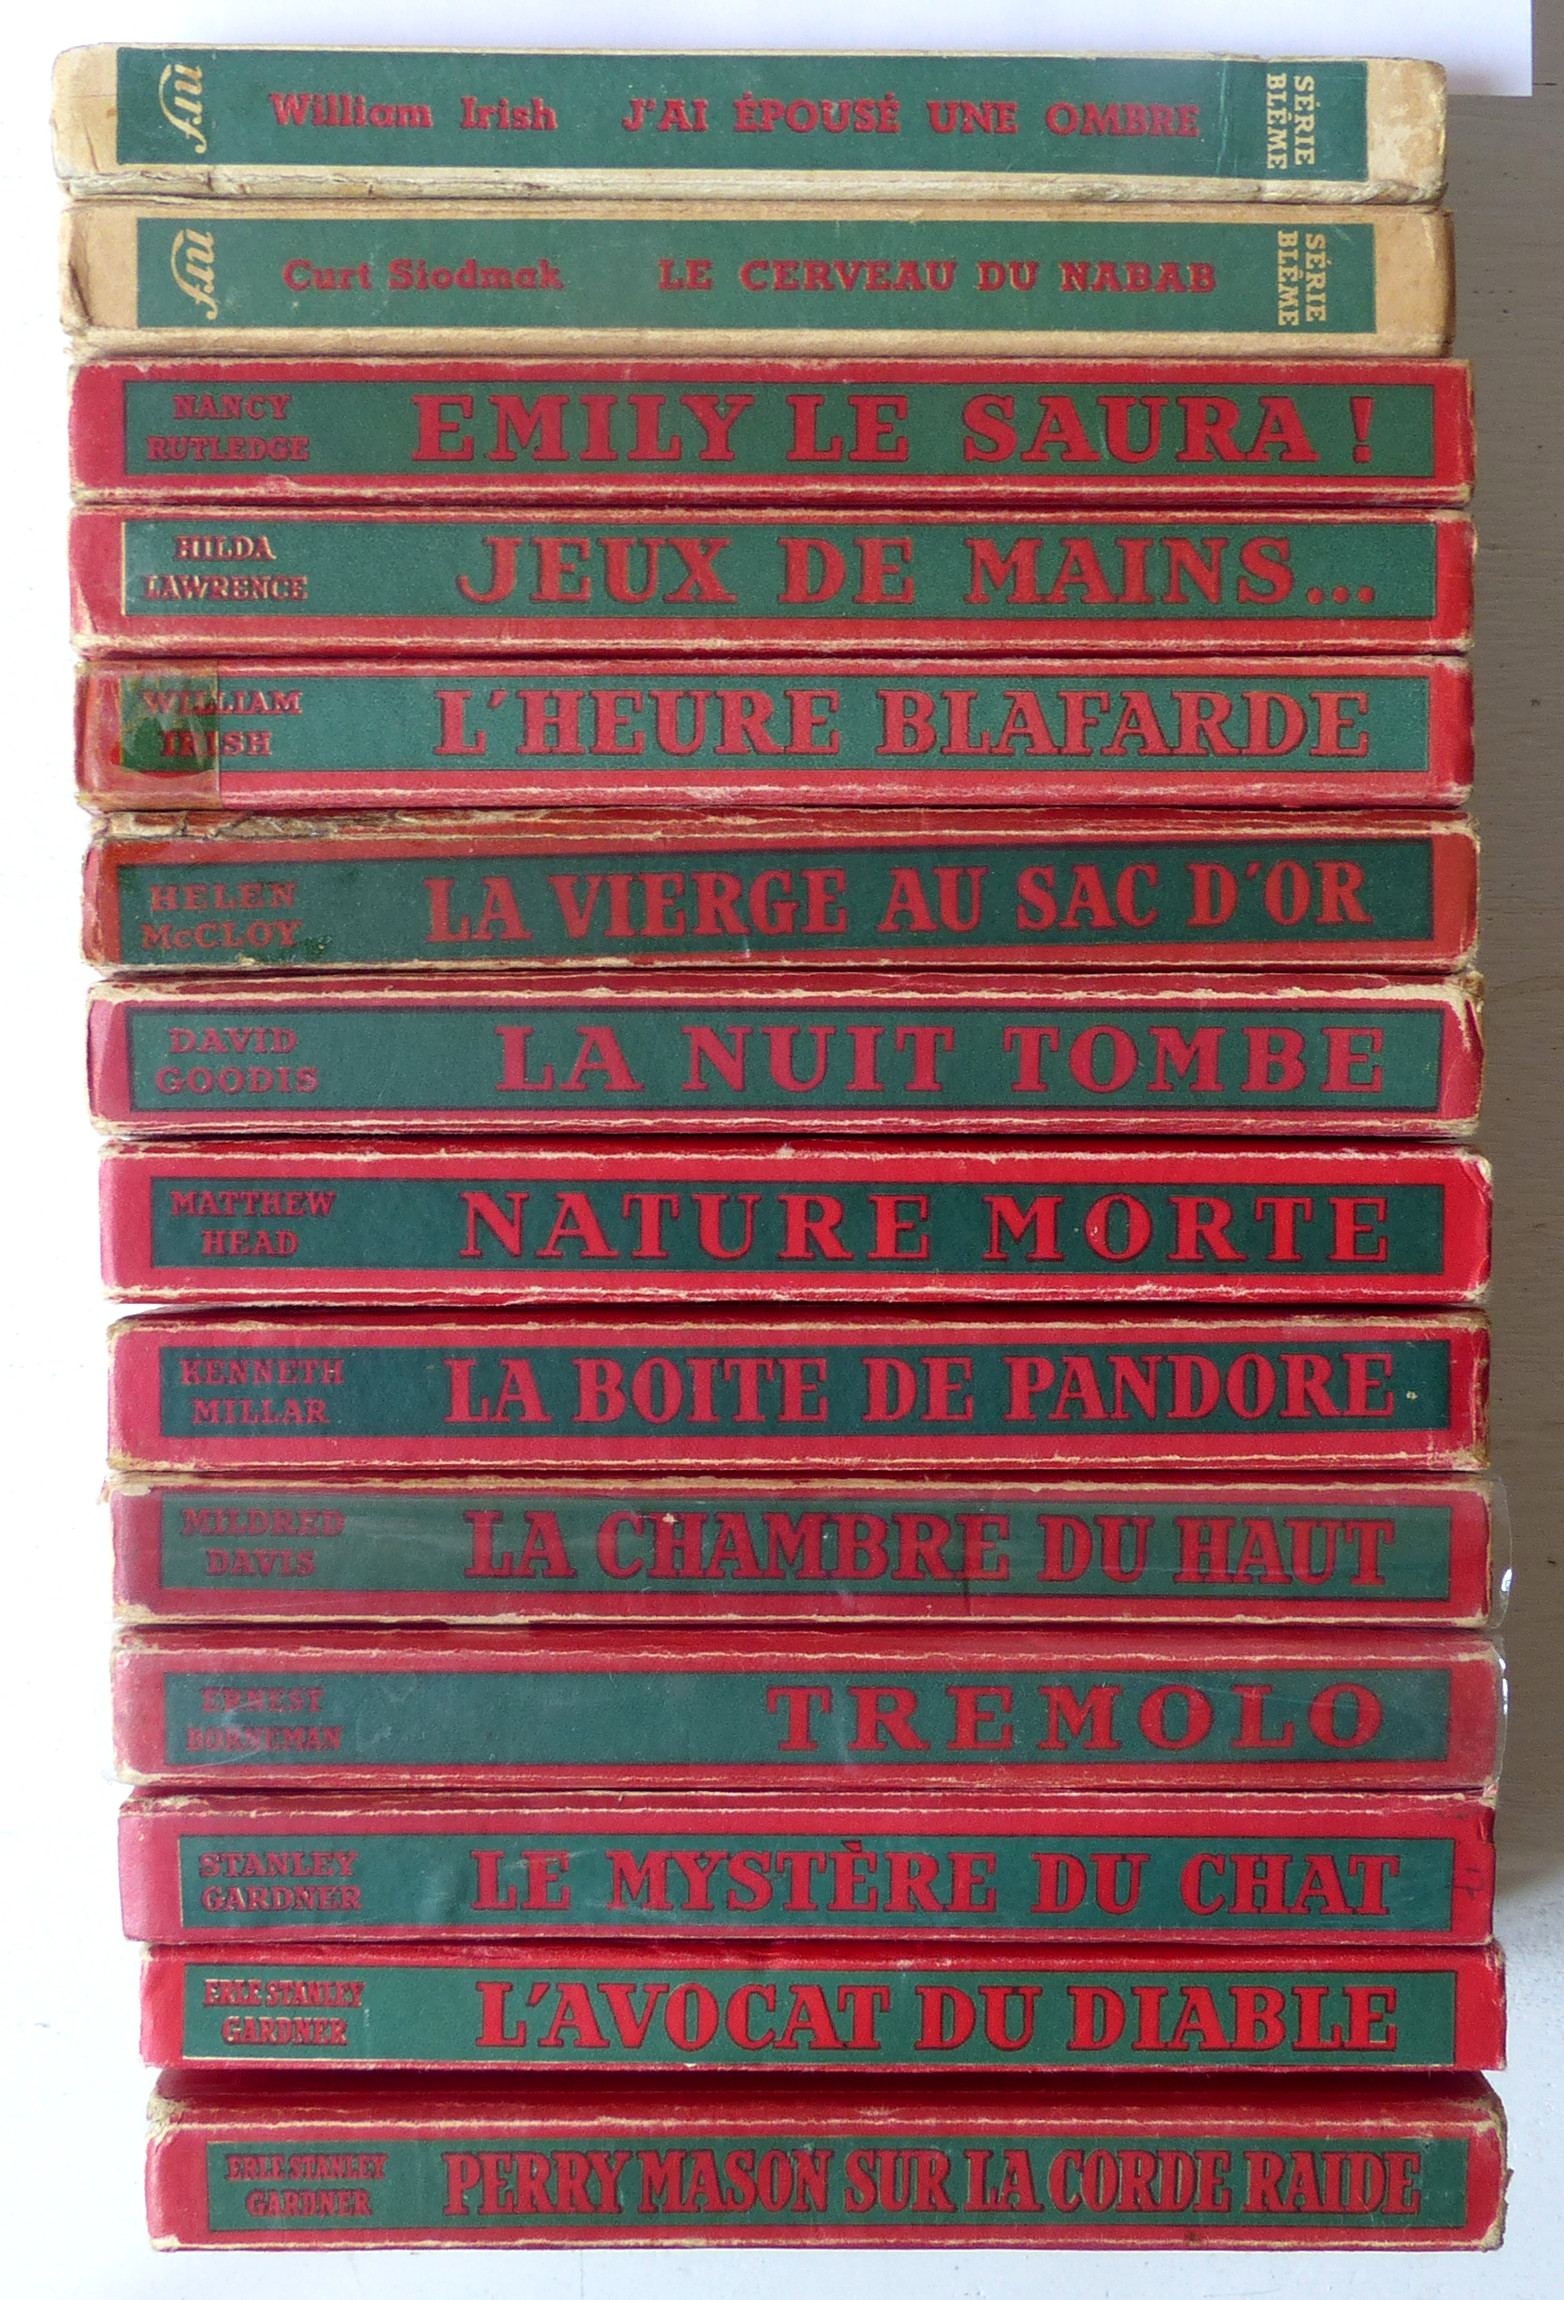 nrf William Irish J'AI ÉPOUSÉ UNE OMBRE SÉRIE
BLÊME
nrf Curt Siodmak LE CERVEAU DU NABAB SÉRIE
BLÊME
NANCY
RUTLEDGE
EMILY LE SAURA !
HILDA
LAWRENCE
JEUX DE MAINS...
WILLIAM
IRISH
L'HEURE BLAFARDE
HELEN
McCLOY
LA VIERGE AU SAC D'OR
DAVID
GOODIS
LA NUIT TOMBE
MATTHEW
HEAD
NATURE MORTE
KENNETH
MILLAR
LA BOITE DE PANDORE
MILDRED
DAVIS
LA CHAMBRE DU HAUT
ERNEST
BORNEMAN
TREMOLO
STANLEY
GARDNER
LE MYSTÈRE DU CHAT
ERLE STANLEY
GARDNER
L'AVOCAT DU DIABLE
ERLE STANLEY
GARDNER
PERRY MASON SUR LA CORDE RAIDE